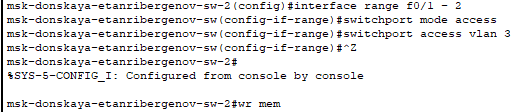 msk-donskaya-etanribergenov-sw-2(config)#interface range f0/1 - 2
msk-donskaya-etanribergenov-sw(config-if-range)#switchport mode access
msk-donskaya-etanribergenov-sw(config-if-range)#switchport access vlan 3
msk-donskaya-etanribergenov-sw(config-if-range)#^Z
msk-donskaya-etanribergenov-sw-2#
%SYS-5-CONFIG_I: Configured from console by console
msk-donskaya-etanribergenov-sw-2#wr mem